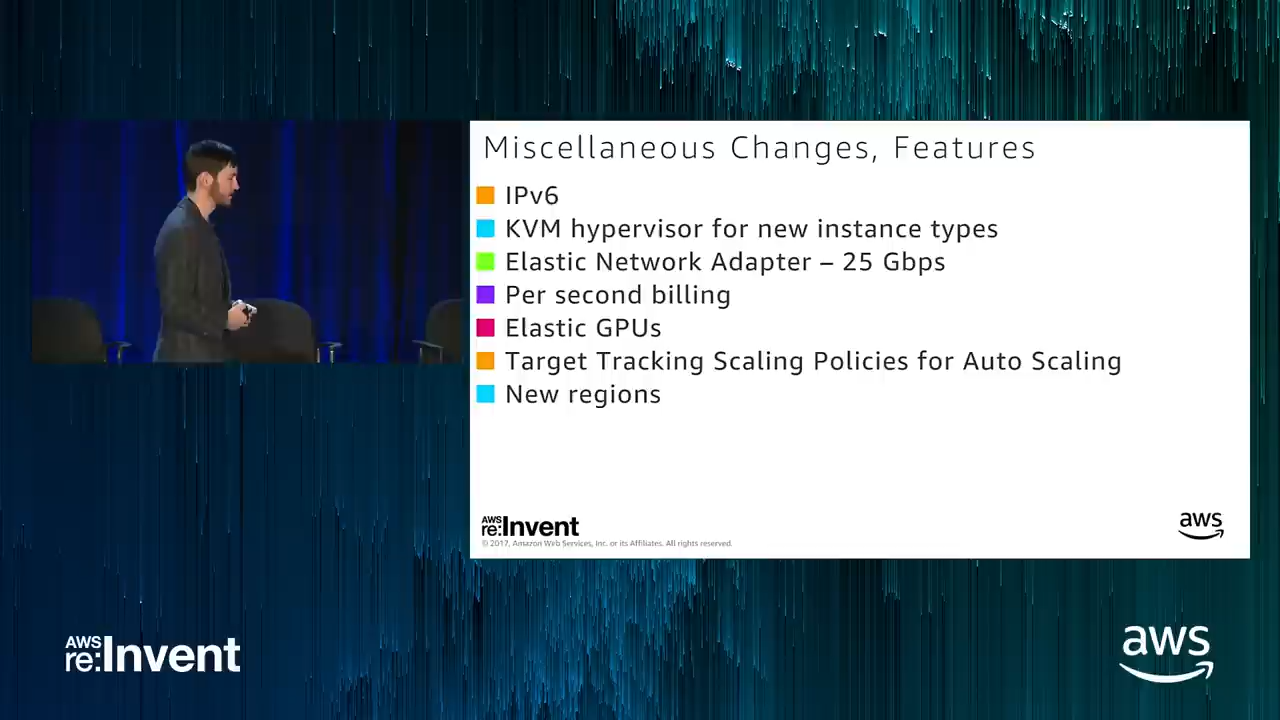 Miscellaneous Changes, Features
IPv6
KVM hypervisor for new instance types
Elastic Network Adapter – 25 Gbps
Per second billing
Elastic GPUs
Target Tracking Scaling Policies for Auto Scaling
New regions
AWS
re:Invent
aws
© 2017, Amazon Web Services, Inc. or its Affiliates. All rights reserved.
AWS
re:Invent
aws